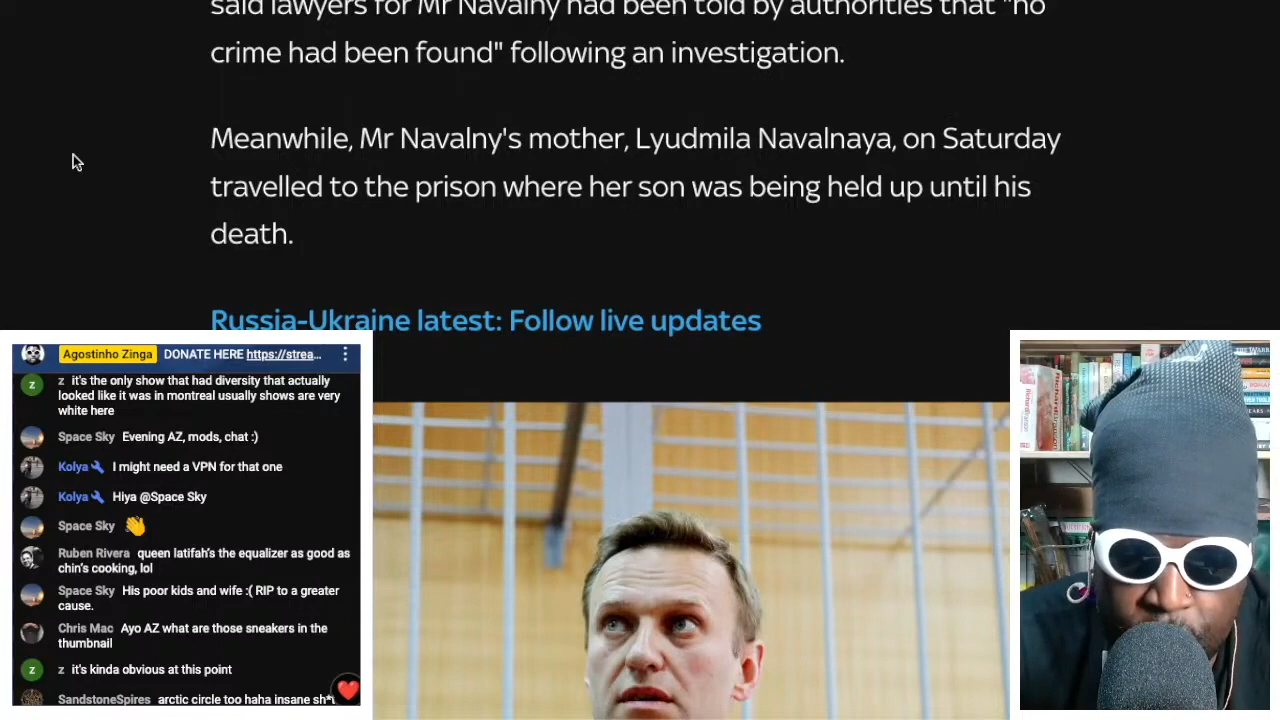 said lawyers for Mr Navalny had been told by authorities that "no
crime had been found" following an investigation.
Meanwhile, Mr Navalny's mother, Lyudmila Navalnaya, on Saturday
travelled to the prison where her son was being held up until his
death.
Russia-Ukraine latest: Follow live updates
Agostinho Zinga DONATE HERE https://strea...
z z it's the only show that had diversity that actually
looked like it was in montreal usually shows are very
white here
Space Sky Evening AZ, mods, chat :)
Kolya I might need a VPN for that one
Kolya Hiya @Space Sky
Space Sky 👋
Ruben Rivera queen latifah's the equalizer as good as
chin's cooking, lol
Space Sky His poor kids and wife :( RIP to a greater
cause.
Chris Mac Ayo AZ what are those sneakers in the
thumbnail
z z it's kinda obvious at this point
SandstoneSpires arctic circle too haha insane sh*t